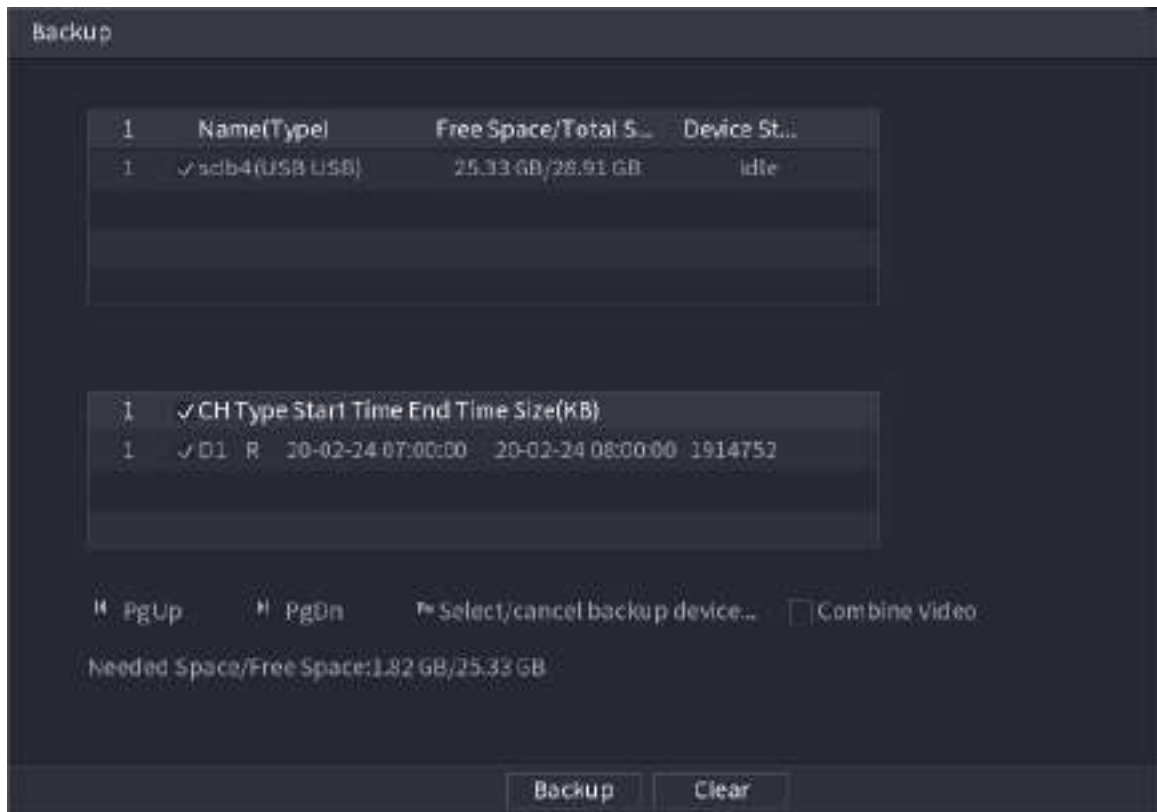 Backup
1 Name(Type) Free Space/Total S... Device St...
1 sdb4(USB USB) 25.33 GB/28.91 GB Idle
1 CH Type Start Time End Time Size(KB)
1 D1 R 20-02-24 07:00:00 20-02-24 08:00:00 1914752
PgUp PgDn Select/cancel backup device... Combine Video
Needed Space/Free Space:1.82 GB/25.33 GB
Backup Clear